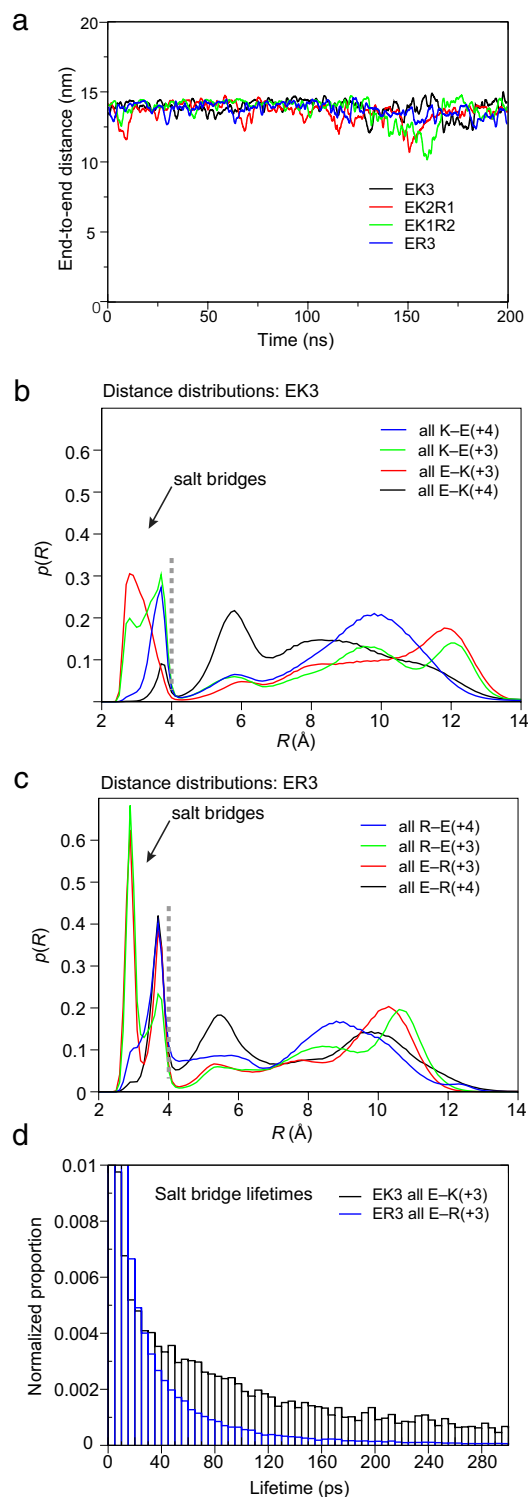 a
20
15
10
5
0
End-to-end distance (nm)
EK3
EK2R1
EK1R2
ER3
0 50 100 150 200
Time (ns)
b
Distance distributions: EK3
0.6
0.5
0.4
0.3
0.2
0.1
p(R)
salt bridges
all K–E(+4)
all K–E(+3)
all E–K(+3)
all E–K(+4)
2 4 6 8 10 12 14
R (Å)
c
Distance distributions: ER3
0.6
0.5
0.4
0.3
0.2
0.1
0
p(R)
salt bridges
all R–E(+4)
all R–E(+3)
all E–R(+3)
all E–R(+4)
2 4 6 8 10 12 14
R (Å)
d
0.01
0.008
0.006
0.004
0.002
0
Normalized proportion
Salt bridge lifetimes
EK3 all E–K(+3)
ER3 all E–R(+3)
0 40 80 120 160 200 240 280
Lifetime (ps)